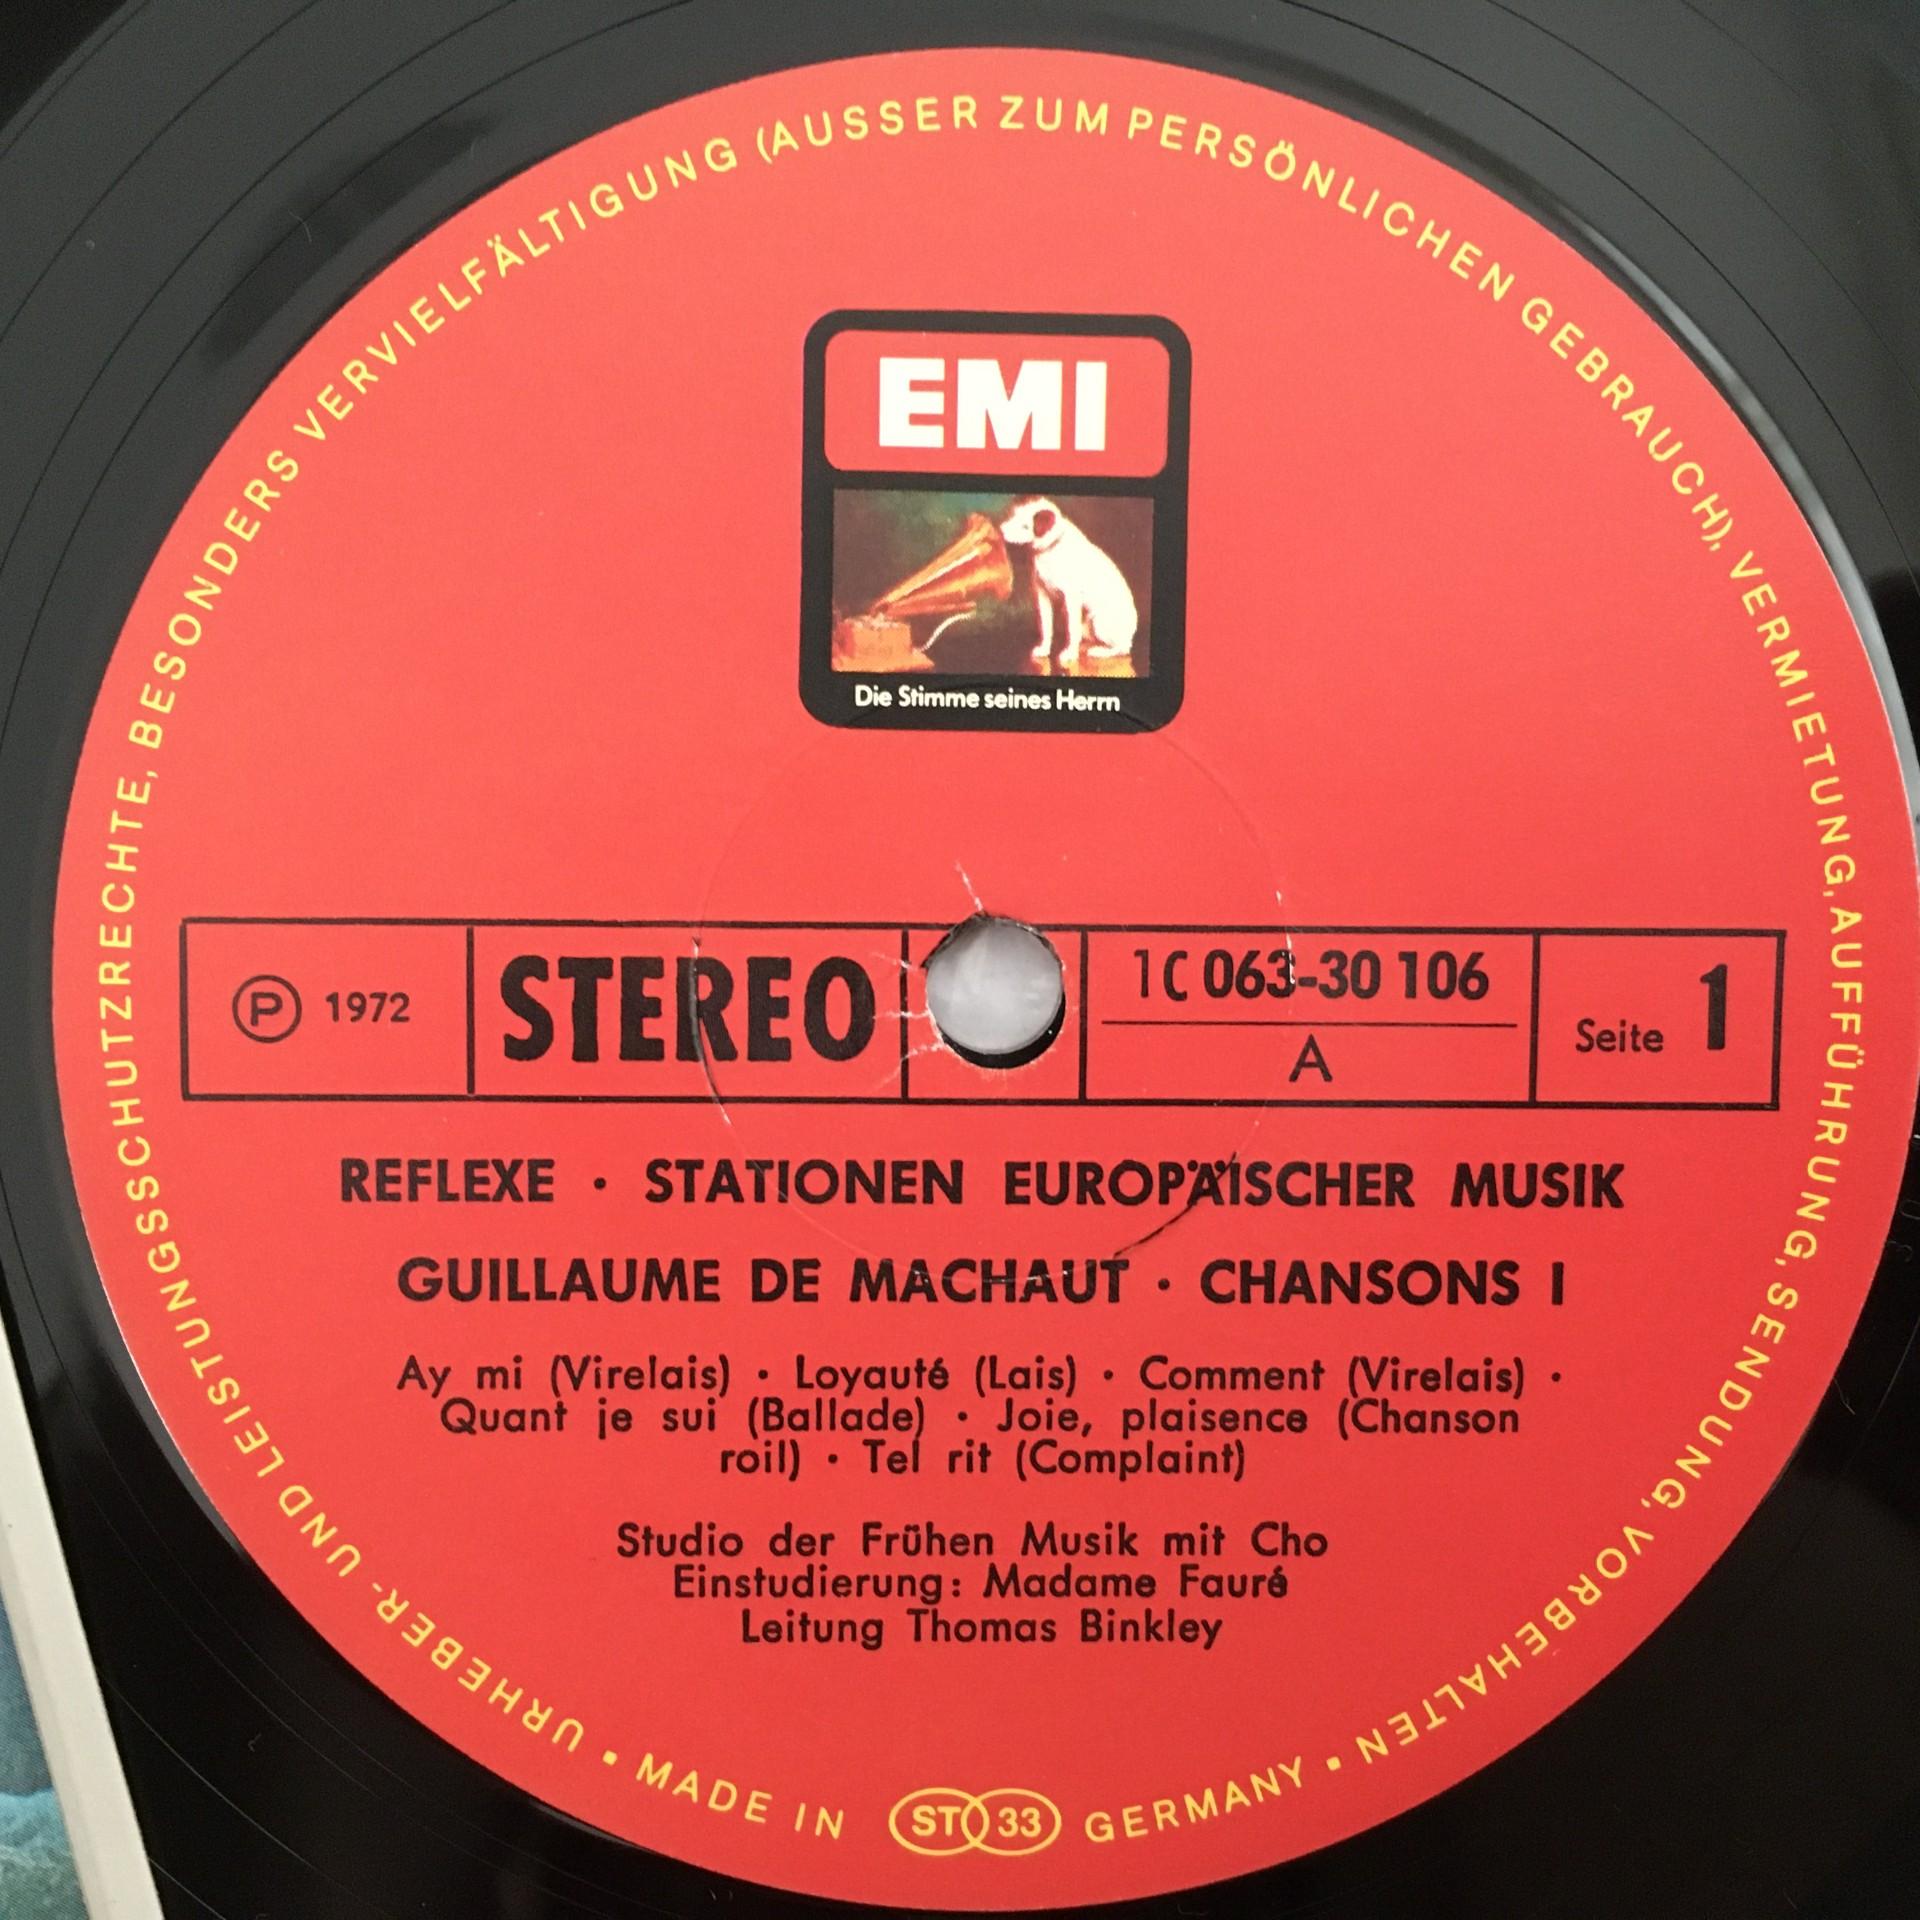 URHEBER- UND LEISTUNGSSCHUTZRECHTE, BESONDERS VERVIELFÄLTIGUNG (AUSSER ZUM PERSÖNLICHEN GEBRAUCH), VERMIETUNG, AUFFÜHRUNG, SENDUNG, VORBEHALTEN •
EMI
Die Stimme seines Herrn
Ⓟ 1972
STEREO
1C 063-30 106
A
Seite 1
REFLEXE · STATIONEN EUROPÄISCHER MUSIK
GUILLAUME DE MACHAUT · CHANSONS I
Ay mi (Virelais) · Loyauté (Lais) · Comment (Virelais) ·
Quant je sui (Ballade) · Joie, plaisence (Chanson
roil) · Tel rit (Complaint)
Studio der Frühen Musik mit Cho
Einstudierung: Madame Fauré
Leitung Thomas Binkley
• MADE IN ST 33 GERMANY